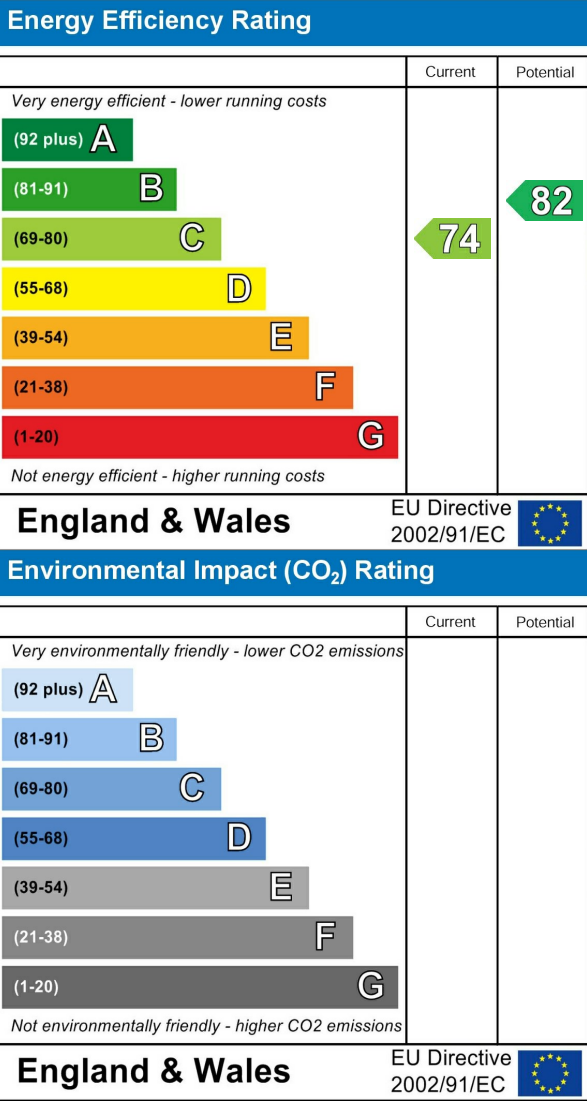 Energy Efficiency Rating
Current Potential
Very energy efficient - lower running costs
(92 plus) A
(81-91) B
82
(69-80) C
74
(55-68) D
(39-54) E
(21-38) F
(1-20) G
Not energy efficient - higher running costs
England & Wales
EU Directive
2002/91/EC
Environmental Impact (CO₂) Rating
Current Potential
Very environmentally friendly - lower CO2 emissions
(92 plus) A
(81-91) B
(69-80) C
(55-68) D
(39-54) E
(21-38) F
(1-20) G
Not environmentally friendly - higher CO2 emissions
England & Wales
EU Directive
2002/91/EC